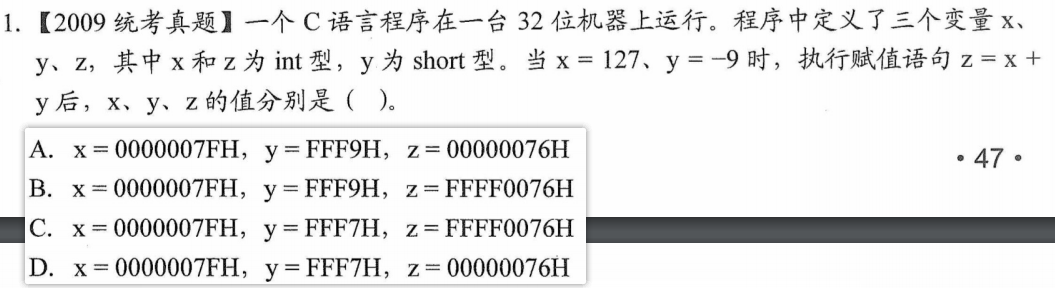 1.【2009 统考真题】一个 C 语言程序在一台 32 位机器上运行。程序中定义了三个变量 x、
y、z，其中 x 和 z 为 int 型，y 为 short 型。当 x = 127、y = −9 时，执行赋值语句 z = x +
y 后，x、y、z 的值分别是（ ）。
A. x = 0000007FH，y = FFF9H，z = 00000076H
• 47 •
B. x = 0000007FH，y = FFF9H，z = FFFF0076H
C. x = 0000007FH，y = FFF7H，z = FFFF0076H
D. x = 0000007FH，y = FFF7H，z = 00000076H